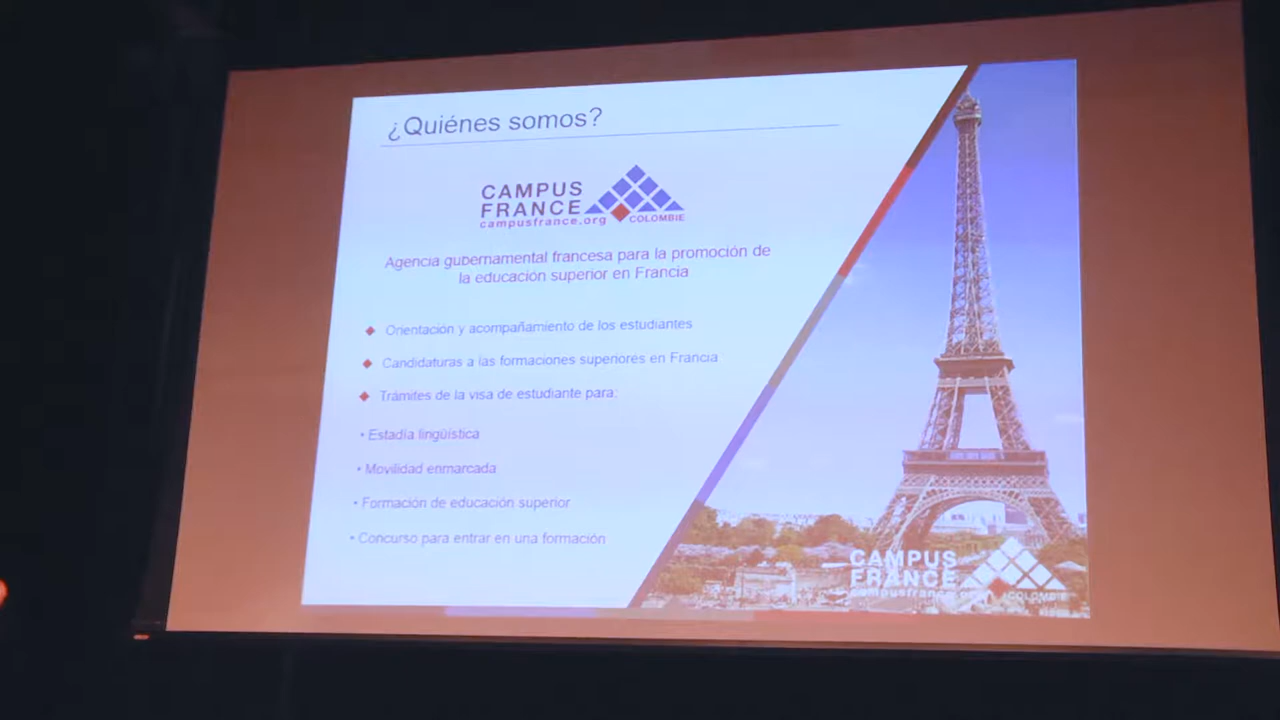 ¿Quiénes somos?
CAMPUS
FRANCE
campusfrance.org COLOMBIE
Agencia gubernamental francesa para la promoción de
la educación superior en Francia
Orientación y acompañamiento de los estudiantes
Candidaturas a las formaciones superiores en Francia
Trámites de la visa de estudiante para:
• Estadía lingüística
• Movilidad enmarcada
• Formación de educación superior
• Concurso para entrar en una formación
CAMPUS
FRANCE
campusfrance.org COLOMBIE